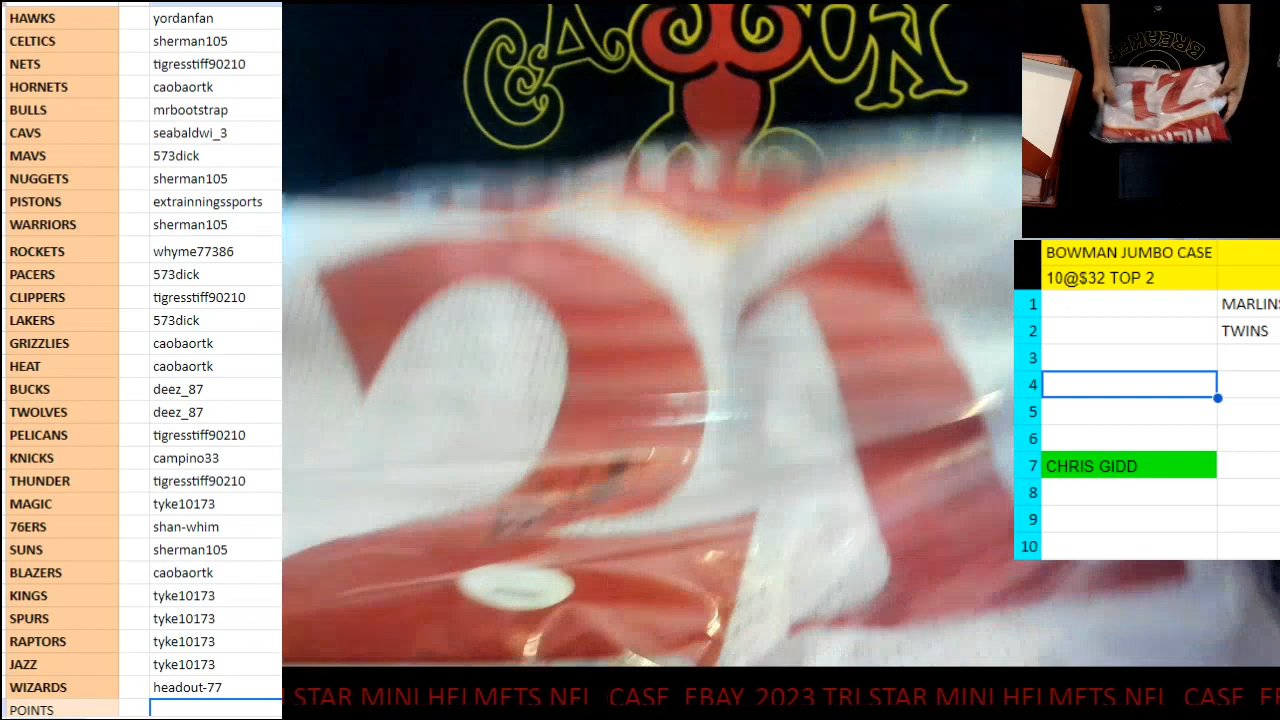 HAWKS yordanfan
CELTICS sherman105
NETS tigresstiff90210
HORNETS caobaortk
BULLS mrbootstrap
CAVS seabaldwi_3
MAVS 573dick
NUGGETS sherman105
PISTONS extrainningssports
WARRIORS sherman105
ROCKETS whyme77386
PACERS 573dick
CLIPPERS tigresstiff90210
LAKERS 573dick
GRIZZLIES caobaortk
HEAT caobaortk
BUCKS deez_87
TWOLVES deez_87
PELICANS tigresstiff90210
KNICKS campino33
THUNDER tigresstiff90210
MAGIC tyke10173
76ERS shan-whim
SUNS sherman105
BLAZERS caobaortk
KINGS tyke10173
SPURS tyke10173
RAPTORS tyke10173
JAZZ tyke10173
WIZARDS headout-77
POINTS
21
21
BOWMAN JUMBO CASE
10@$32 TOP 2
1 MARLINS
2 TWINS
3
4
5
6
7 CHRIS GIDD
8
9
10
STAR MINI HELMETS NFL CASE EBAY 2023 TRI STAR MINI HELMETS NFL CASE